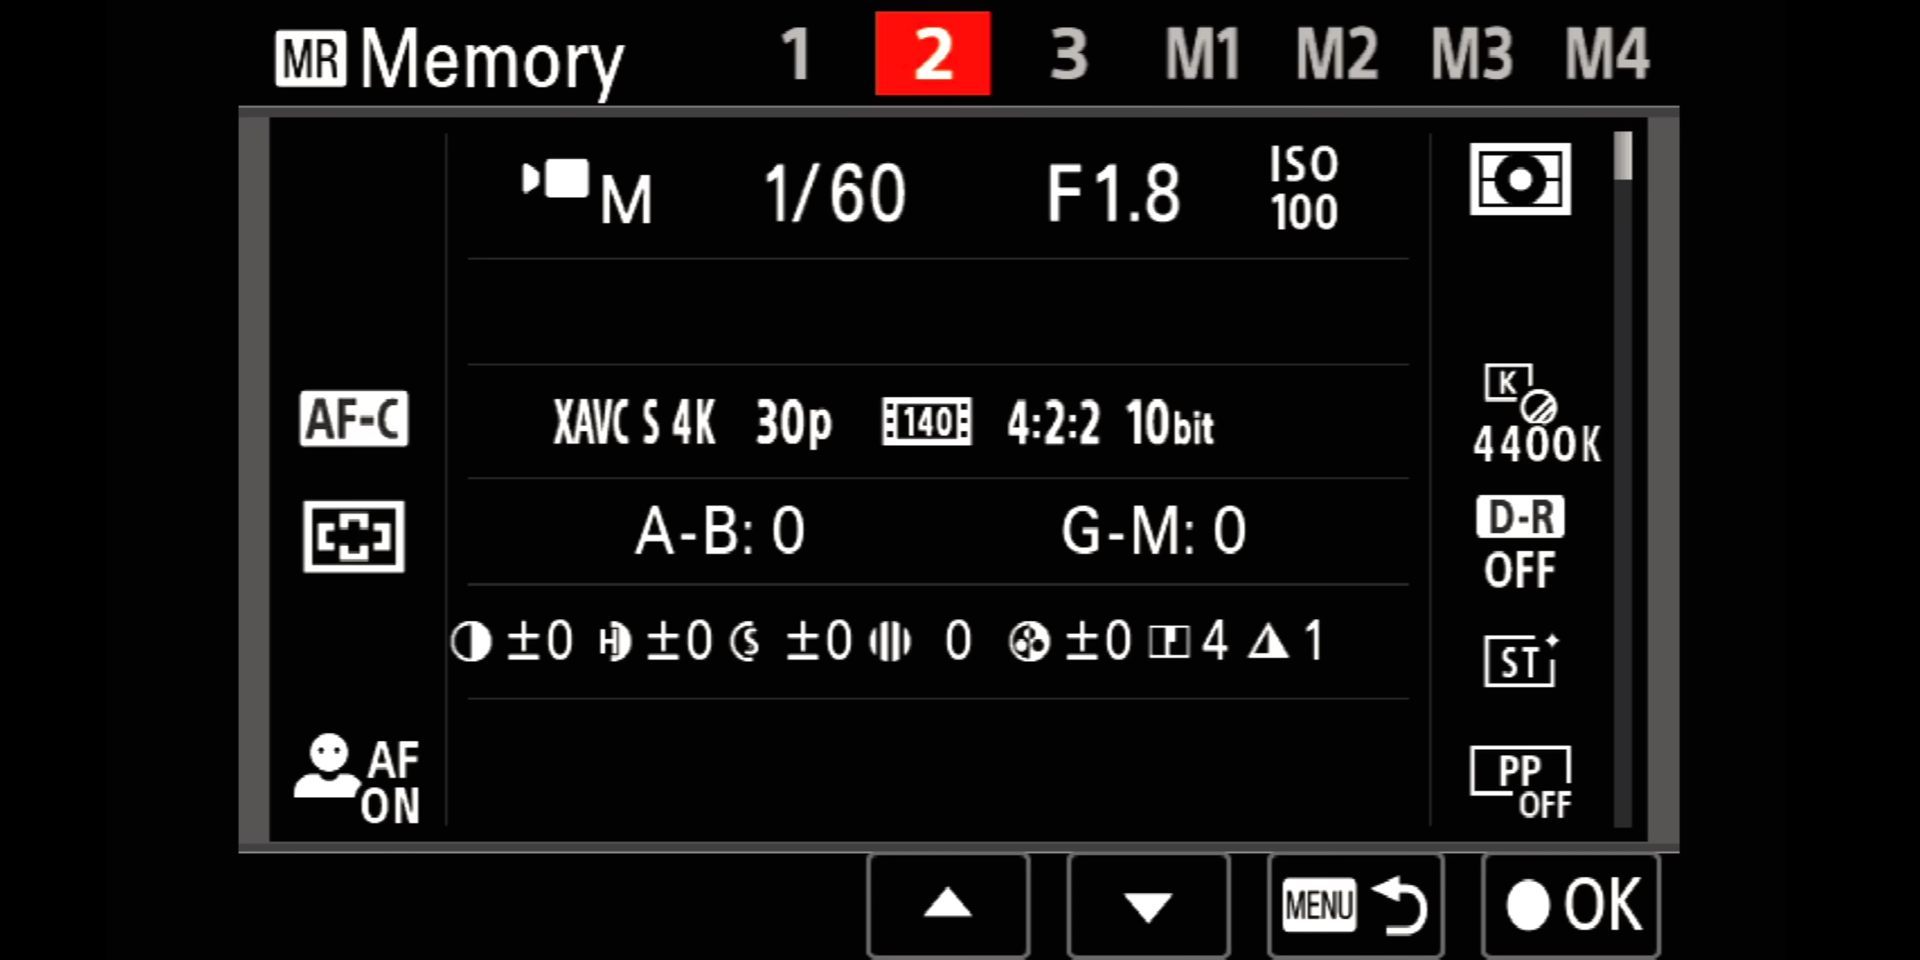 MR Memory 1 2 3 M1 M2 M3 M4
M 1/60 F1.8 ISO 100
K
4400K
AF-C XAVC S 4K 30p 140 4:2:2 10bit
A-B: 0 G-M: 0
D-R
OFF
±0 H ±0 S ±0 0 ±0 4 1
ST
AF
ON
PP
OFF
MENU OK